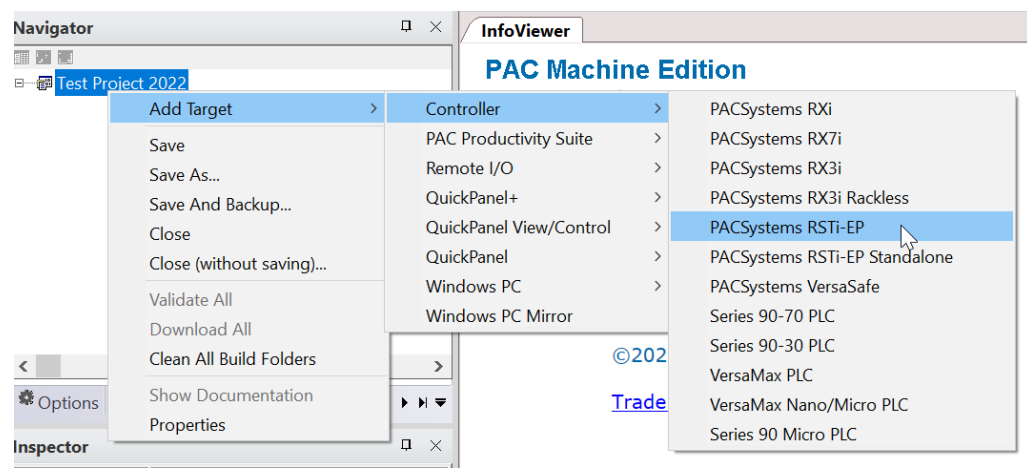 Navigator
InfoViewer
PAC Machine Edition
Test Project 2022
Add Target
Save
Save As...
Save And Backup...
Close
Close (without saving)...
Validate All
Download All
Clean All Build Folders
Show Documentation
Properties
Controller
PAC Productivity Suite
Remote I/O
QuickPanel+
QuickPanel View/Control
QuickPanel
Windows PC
Windows PC Mirror
PACSystems RXi
PACSystems RX7i
PACSystems RX3i
PACSystems RX3i Rackless
PACSystems RSTi-EP
PACSystems RSTi-EP Standalone
PACSystems VersaSafe
Series 90-70 PLC
Series 90-30 PLC
VersaMax PLC
VersaMax Nano/Micro PLC
Series 90 Micro PLC
©202
Trade
Options
Inspector